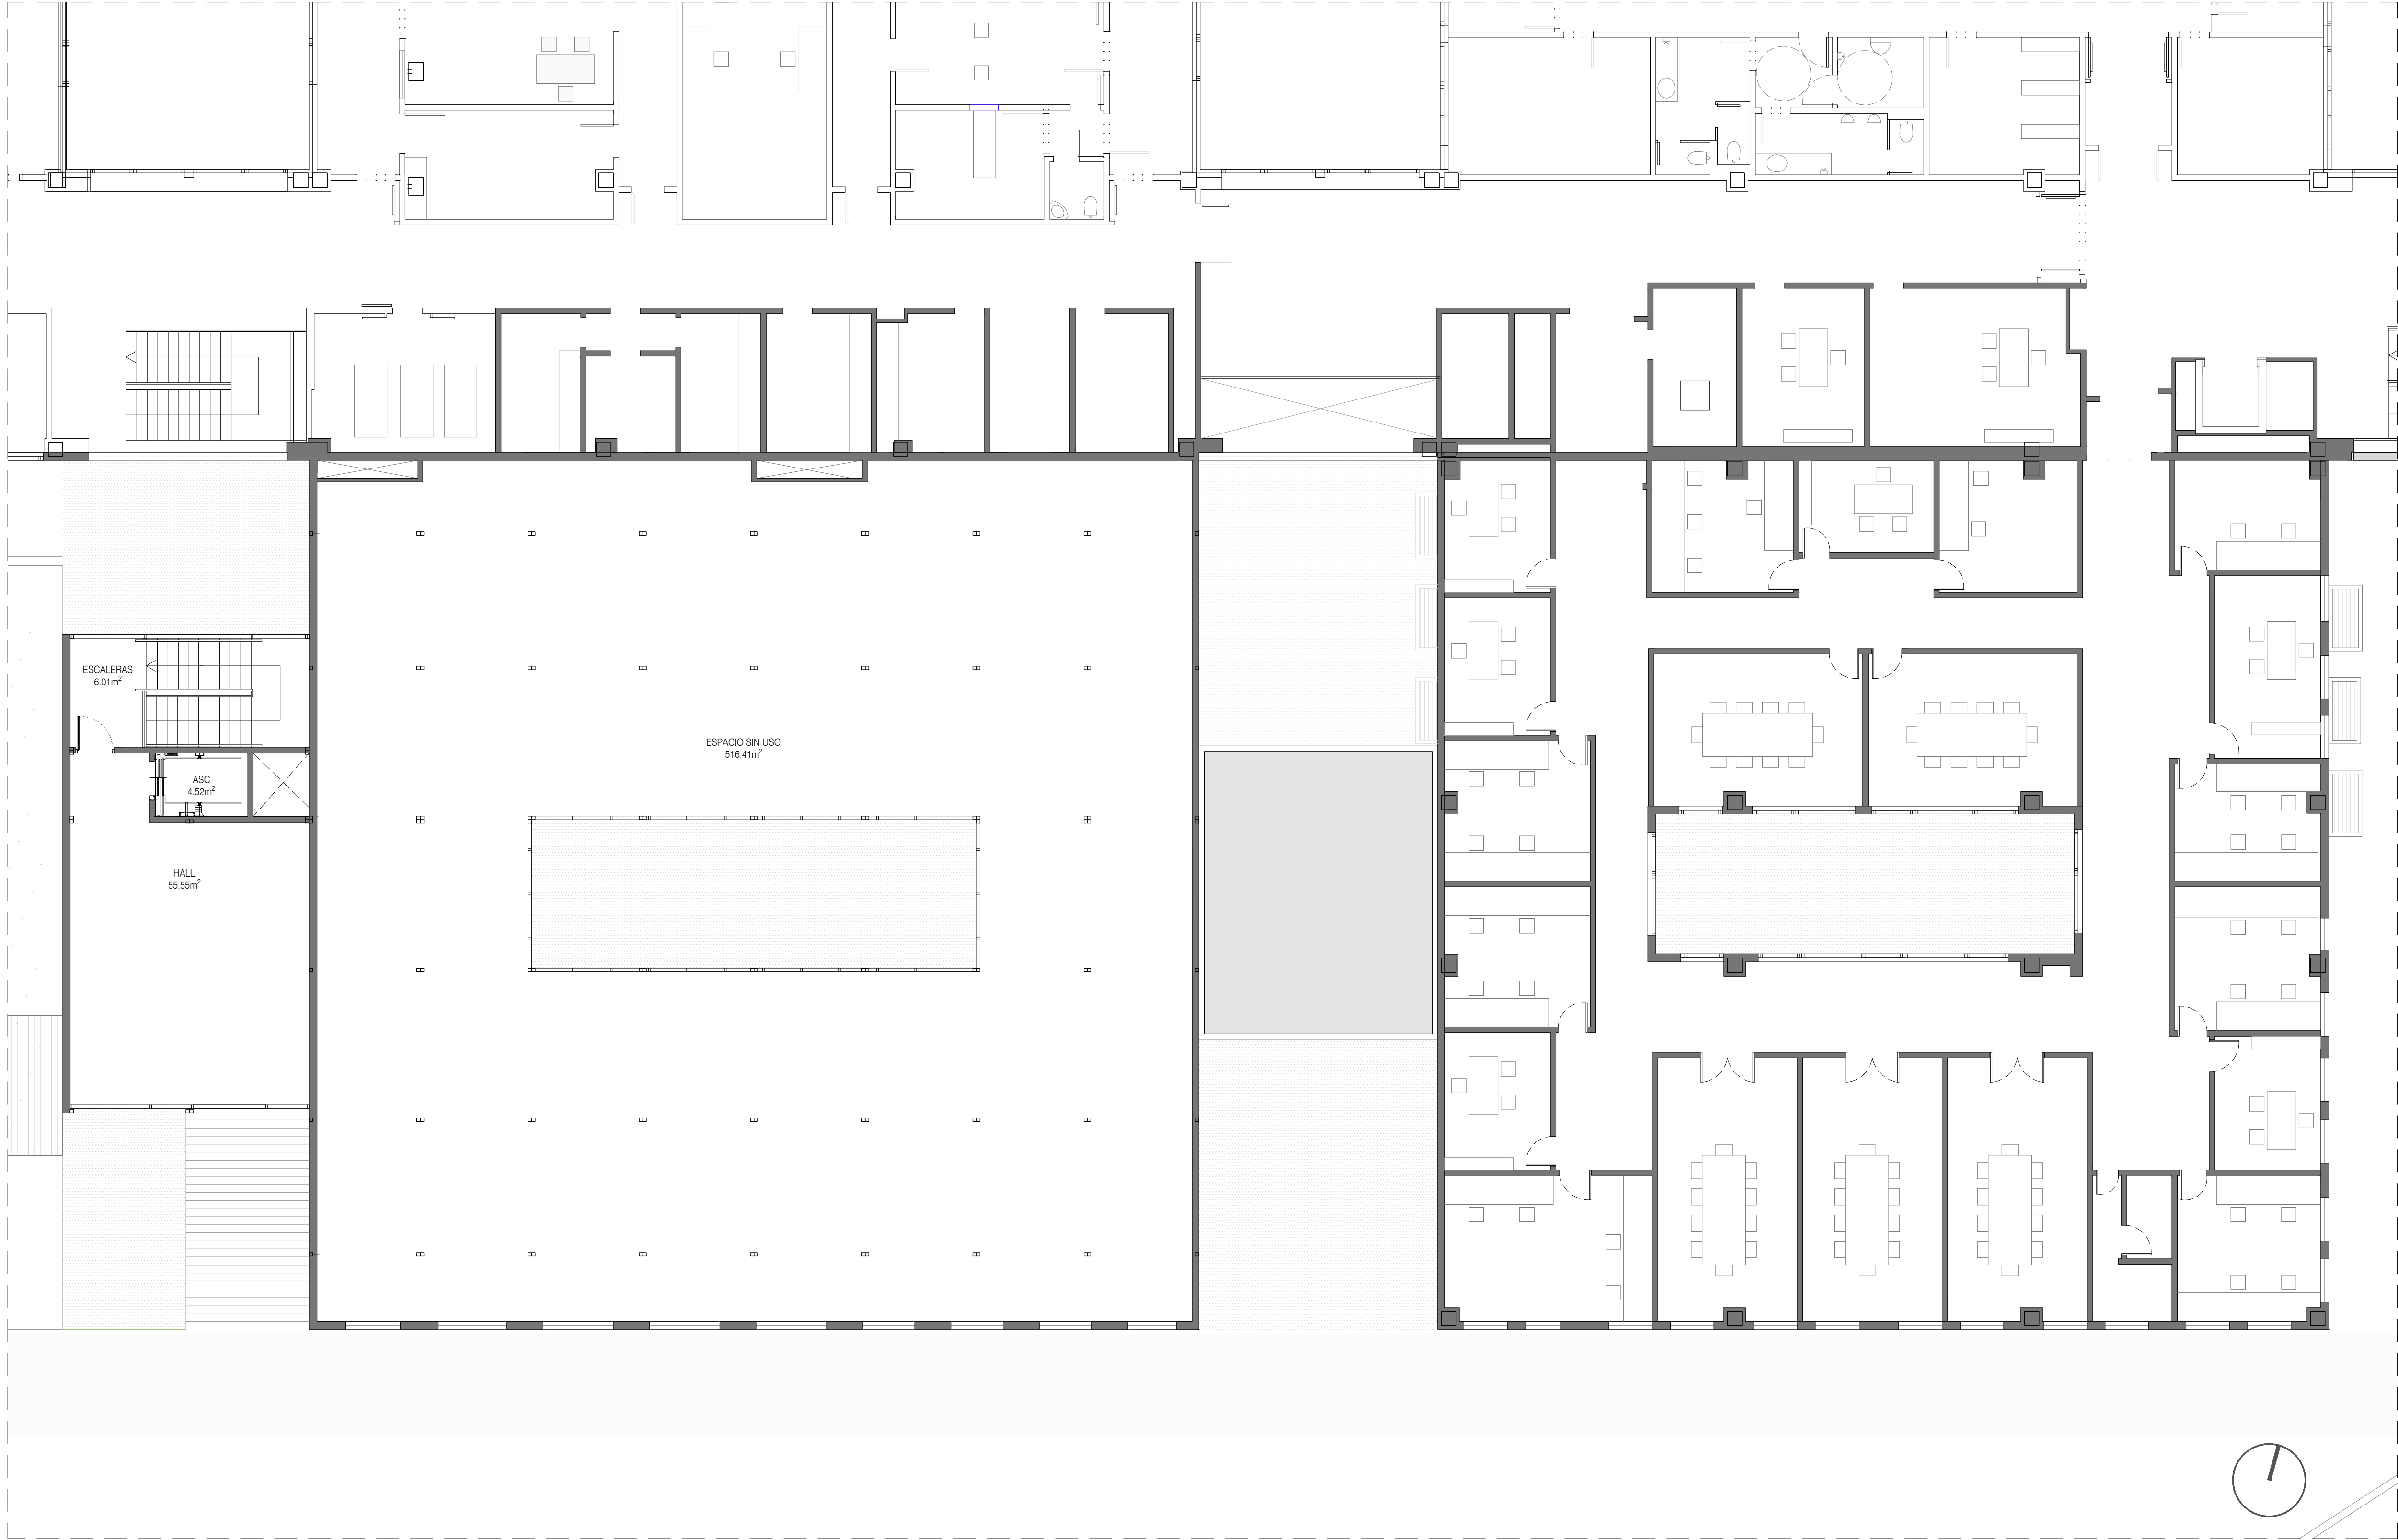 ESCALERAS
6.01m²
ESPACIO SIN USO
516.41m²
ASC
4.52m²
HALL
55.55m²